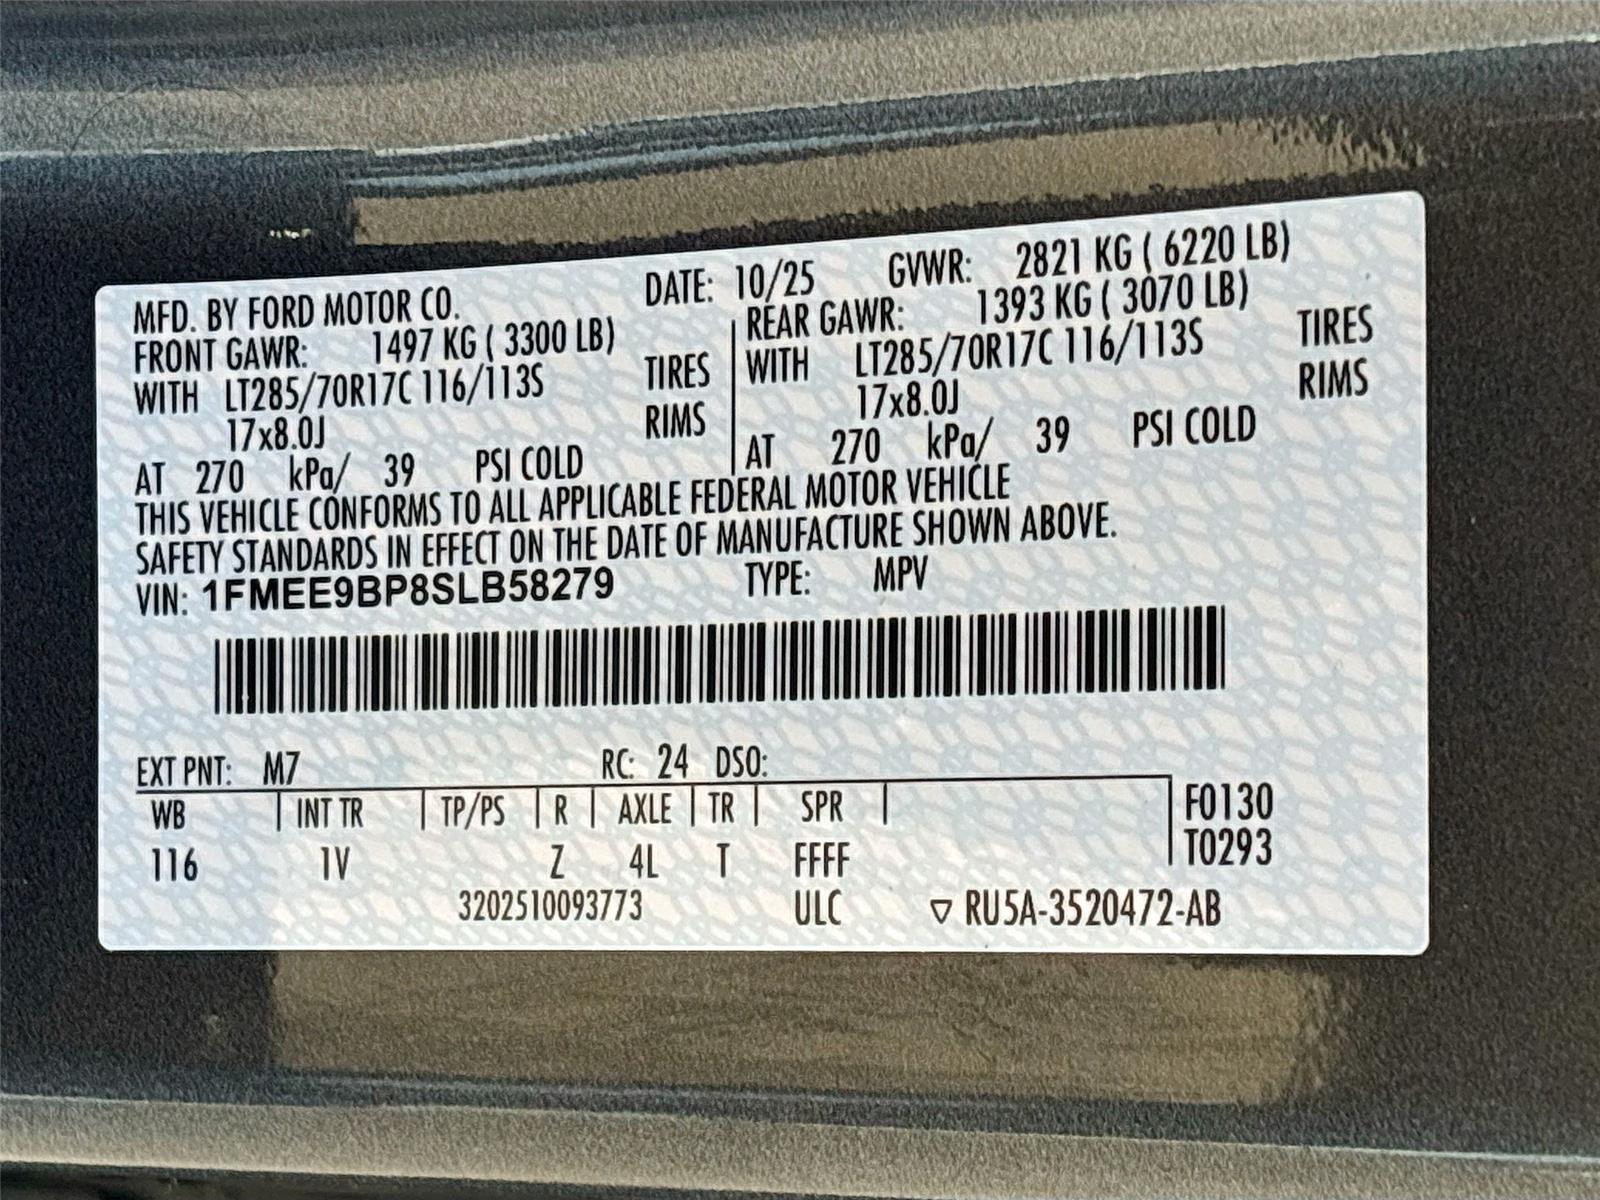 MFD. BY FORD MOTOR CO. DATE: 10/25 GVWR: 2821 KG ( 6220 LB)
FRONT GAWR: 1497 KG ( 3300 LB) REAR GAWR: 1393 KG ( 3070 LB)
WITH LT285/70R17C 116/113S TIRES WITH LT285/70R17C 116/113S TIRES
17x8.0J RIMS 17x8.0J RIMS
AT 270 kPa/ 39 PSI COLD AT 270 kPa/ 39 PSI COLD
THIS VEHICLE CONFORMS TO ALL APPLICABLE FEDERAL MOTOR VEHICLE
SAFETY STANDARDS IN EFFECT ON THE DATE OF MANUFACTURE SHOWN ABOVE.
VIN: 1FMEE9BP8SLB58279 TYPE: MPV
EXT PNT: M7 RC: 24 DSO:
WB INT TR TP/PS R AXLE TR SPR F0130
116 1V Z 4L T FFFF T0293
3202510093773 ULC ▽ RU5A-3520472-AB